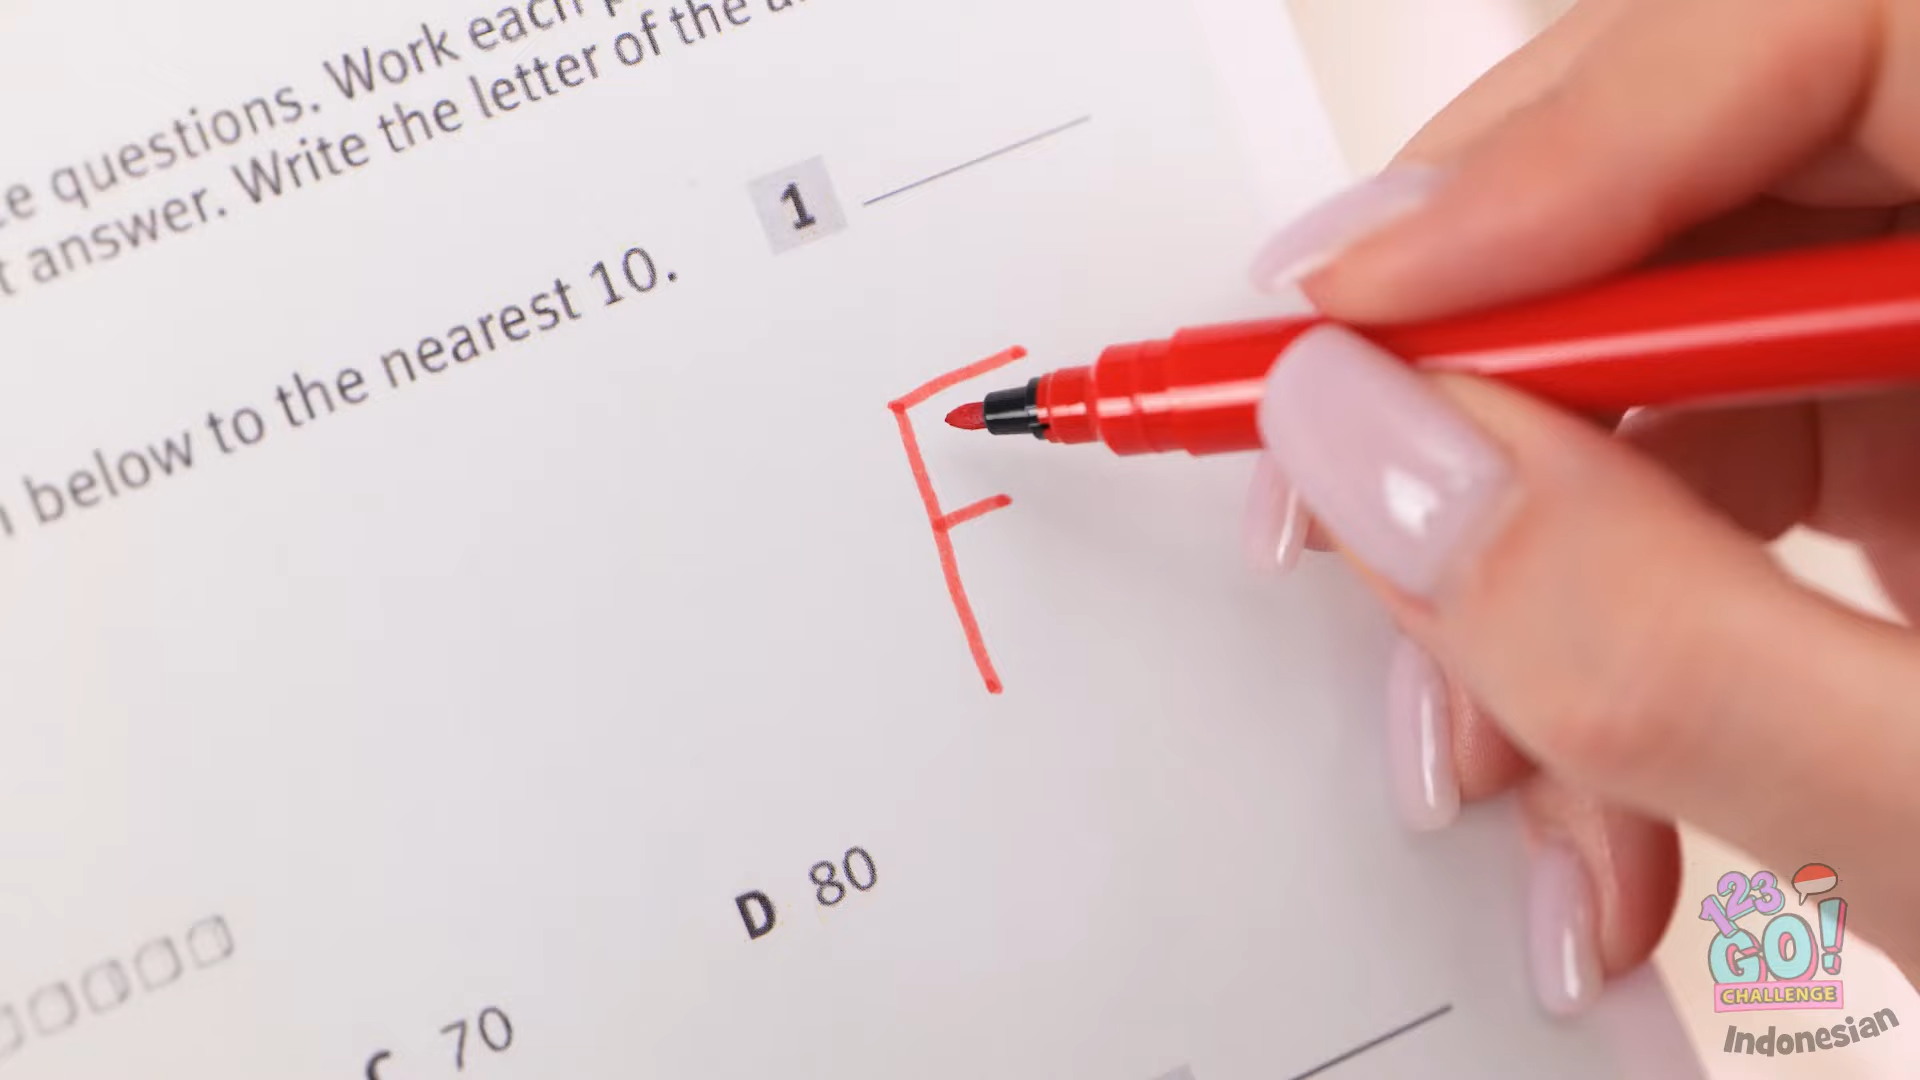 questions. Work each
answer. Write the letter of the
1
below to the nearest 10.
F
D 80
C 70
123
GO!
CHALLENGE
Indonesian